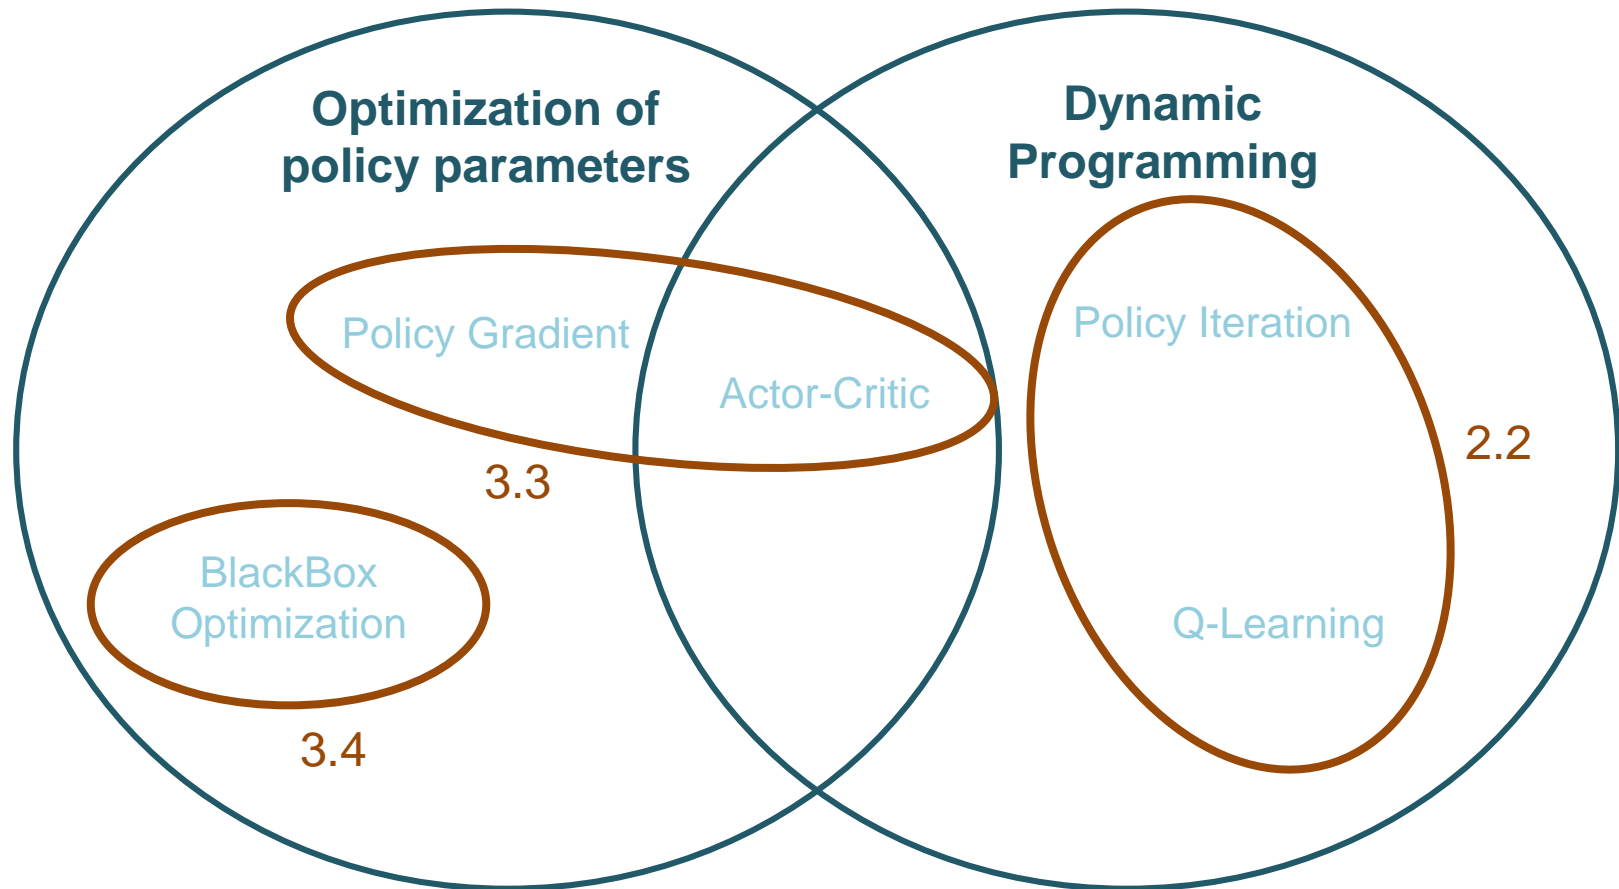 Optimization of
policy parameters
Dynamic
Programming
Policy Gradient
Actor-Critic
3.3
BlackBox
Optimization
3.4
Policy Iteration
2.2
Q-Learning